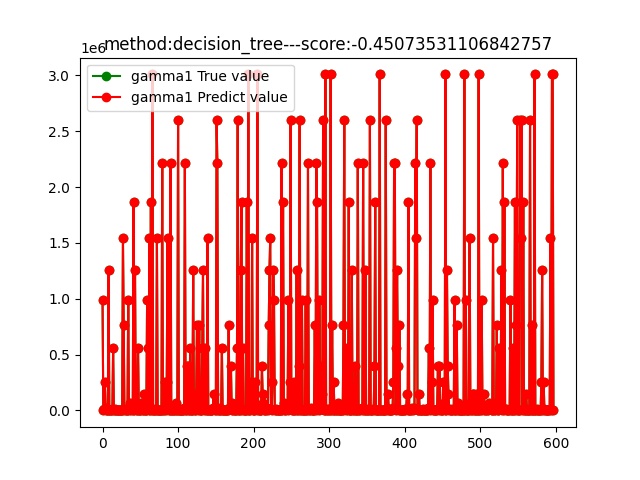 method:decision_tree---score:-0.45073531106842757
1e6
gamma1 True value
gamma1 Predict value
3.0
2.5
2.0
1.5
1.0
0.5
0.0
0 100 200 300 400 500 600